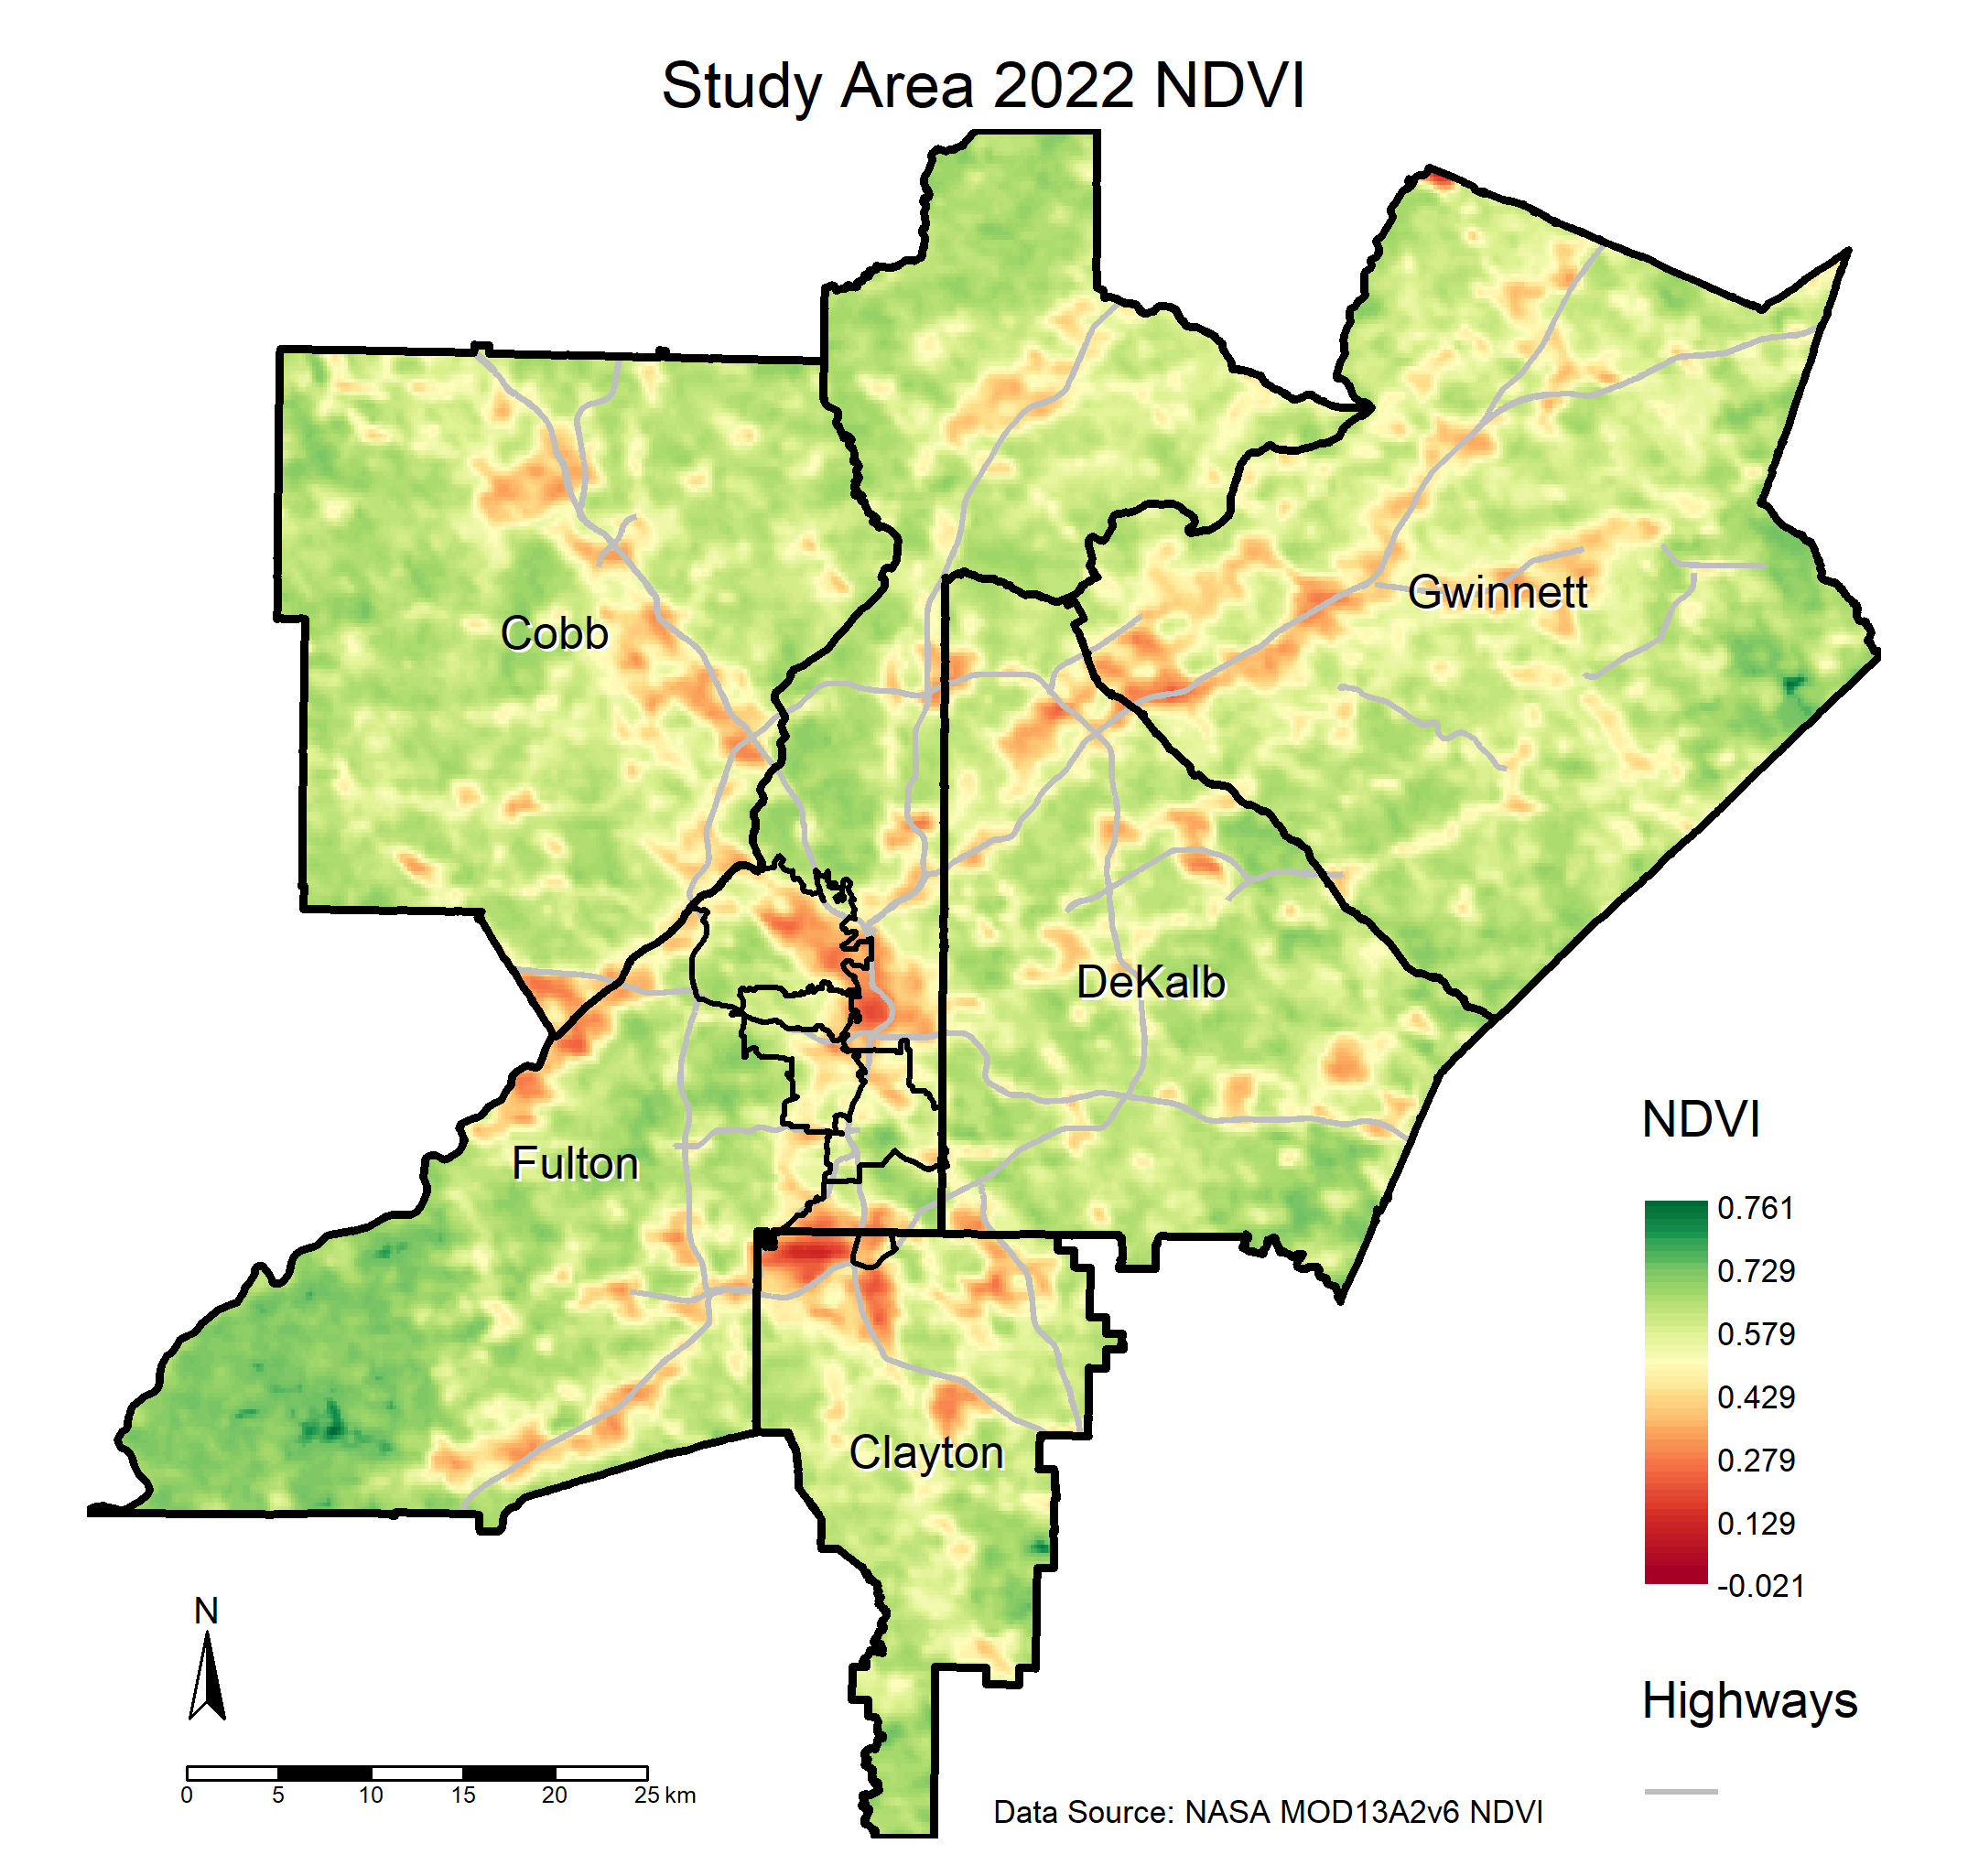 Study Area 2022 NDVI
Cobb
Gwinnett
DeKalb
Fulton
Clayton
NDVI
0.761
0.729
0.579
0.429
0.279
0.129
-0.021
Highways
N
0 5 10 15 20 25 km
Data Source: NASA MOD13A2v6 NDVI